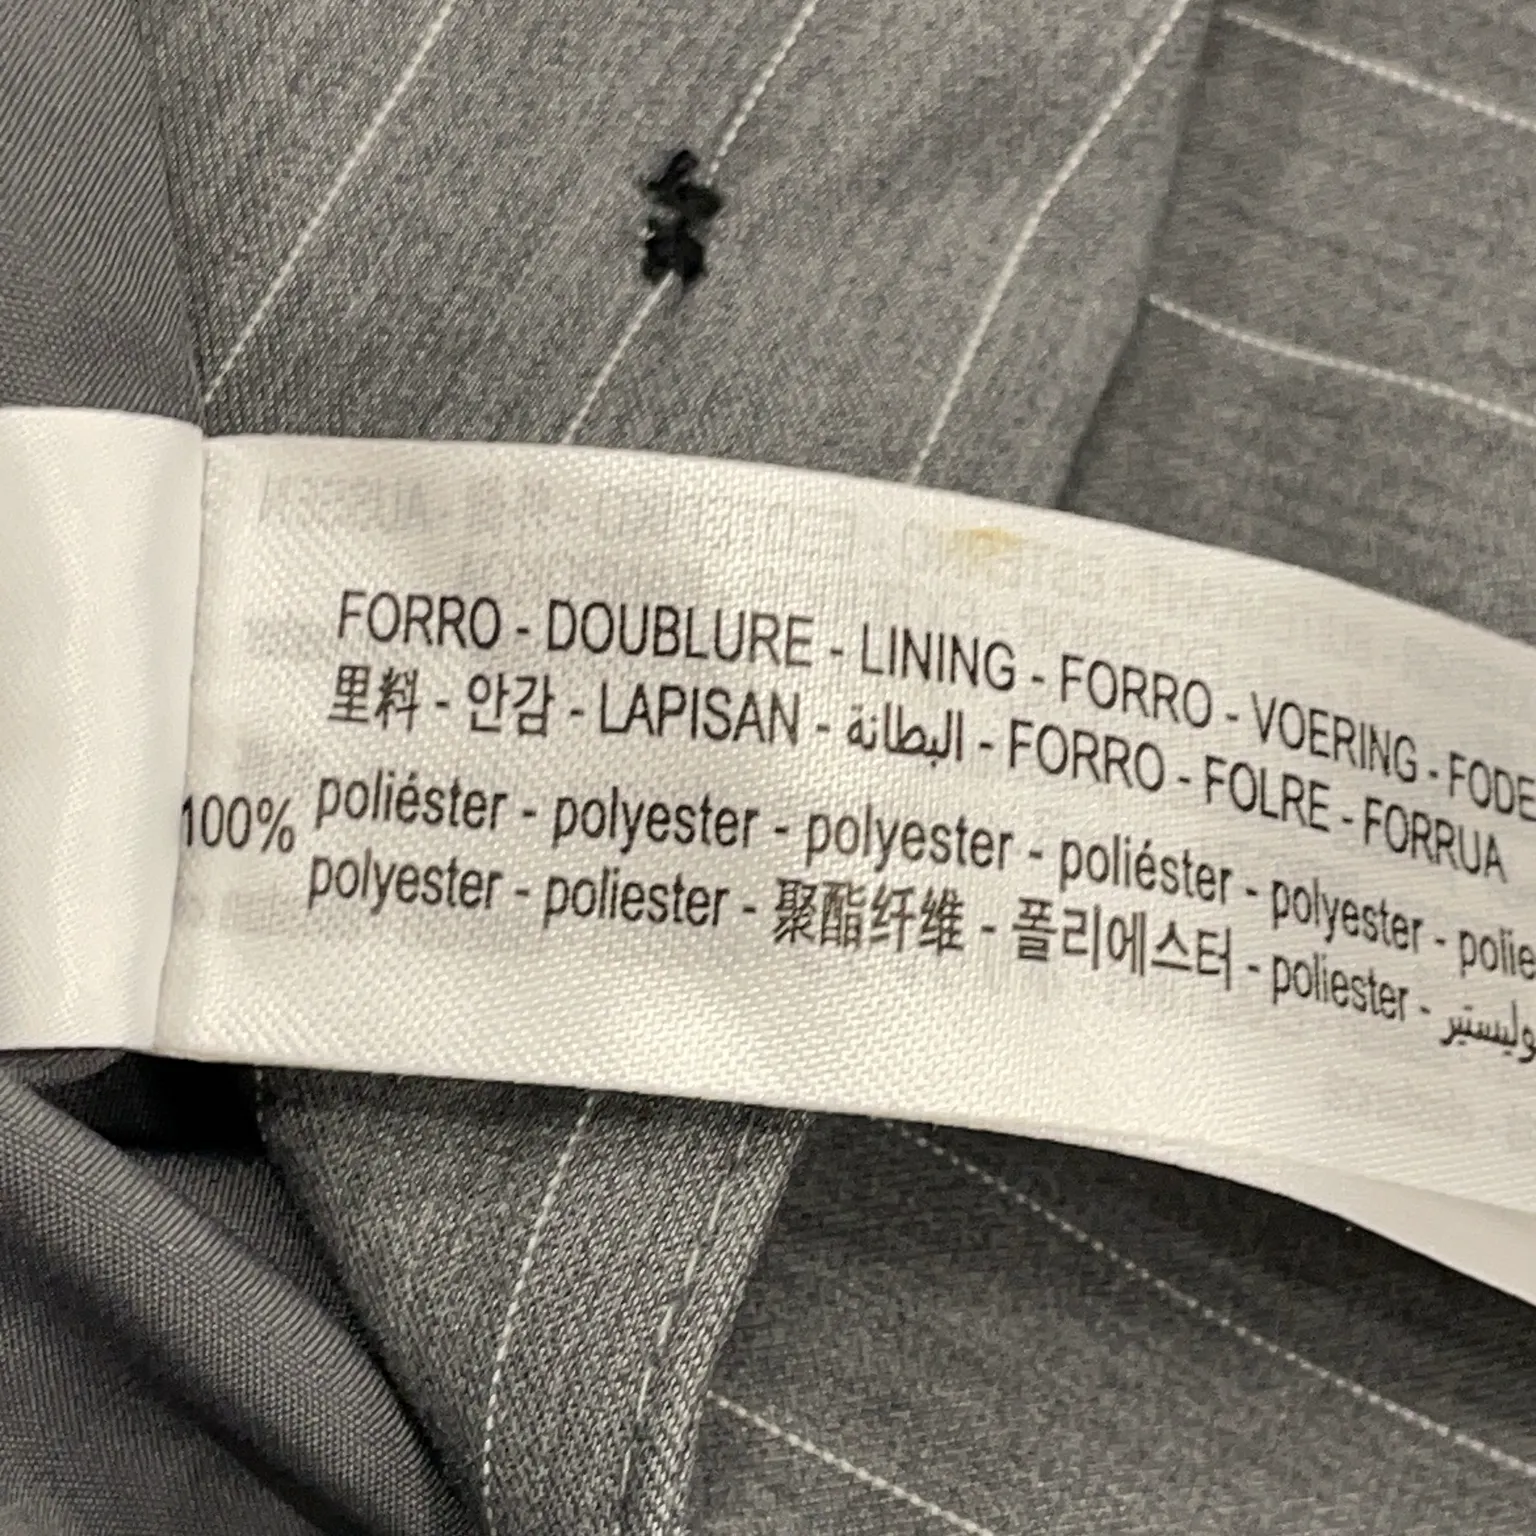 FORRO - DOUBLURE - LINING - FORRO - VOERING - FODE
里料 - 안감 - LAPISAN - البطانة - FORRO - FOLRE - FORRUA
100% poliéster - polyester - polyester - poliéster - polyester - polie
polyester - poliester - 聚酯纤维 - 폴리에스터 - poliester - وليستير